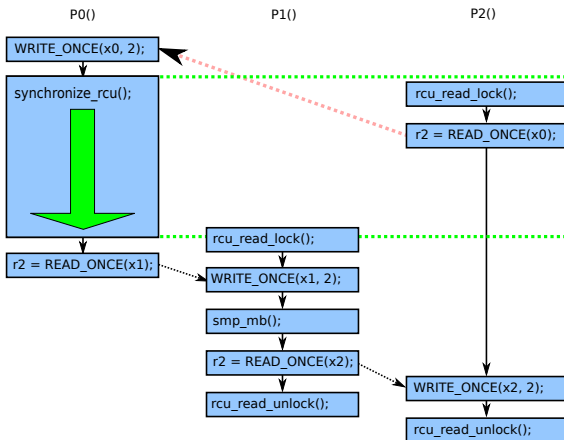 P0()
P1()
P2()
WRITE_ONCE(x0, 2);
synchronize_rcu();
rcu_read_lock();
r2 = READ_ONCE(x0);
rcu_read_lock();
r2 = READ_ONCE(x1);
WRITE_ONCE(x1, 2);
smp_mb();
r2 = READ_ONCE(x2);
WRITE_ONCE(x2, 2);
rcu_read_unlock();
rcu_read_unlock();